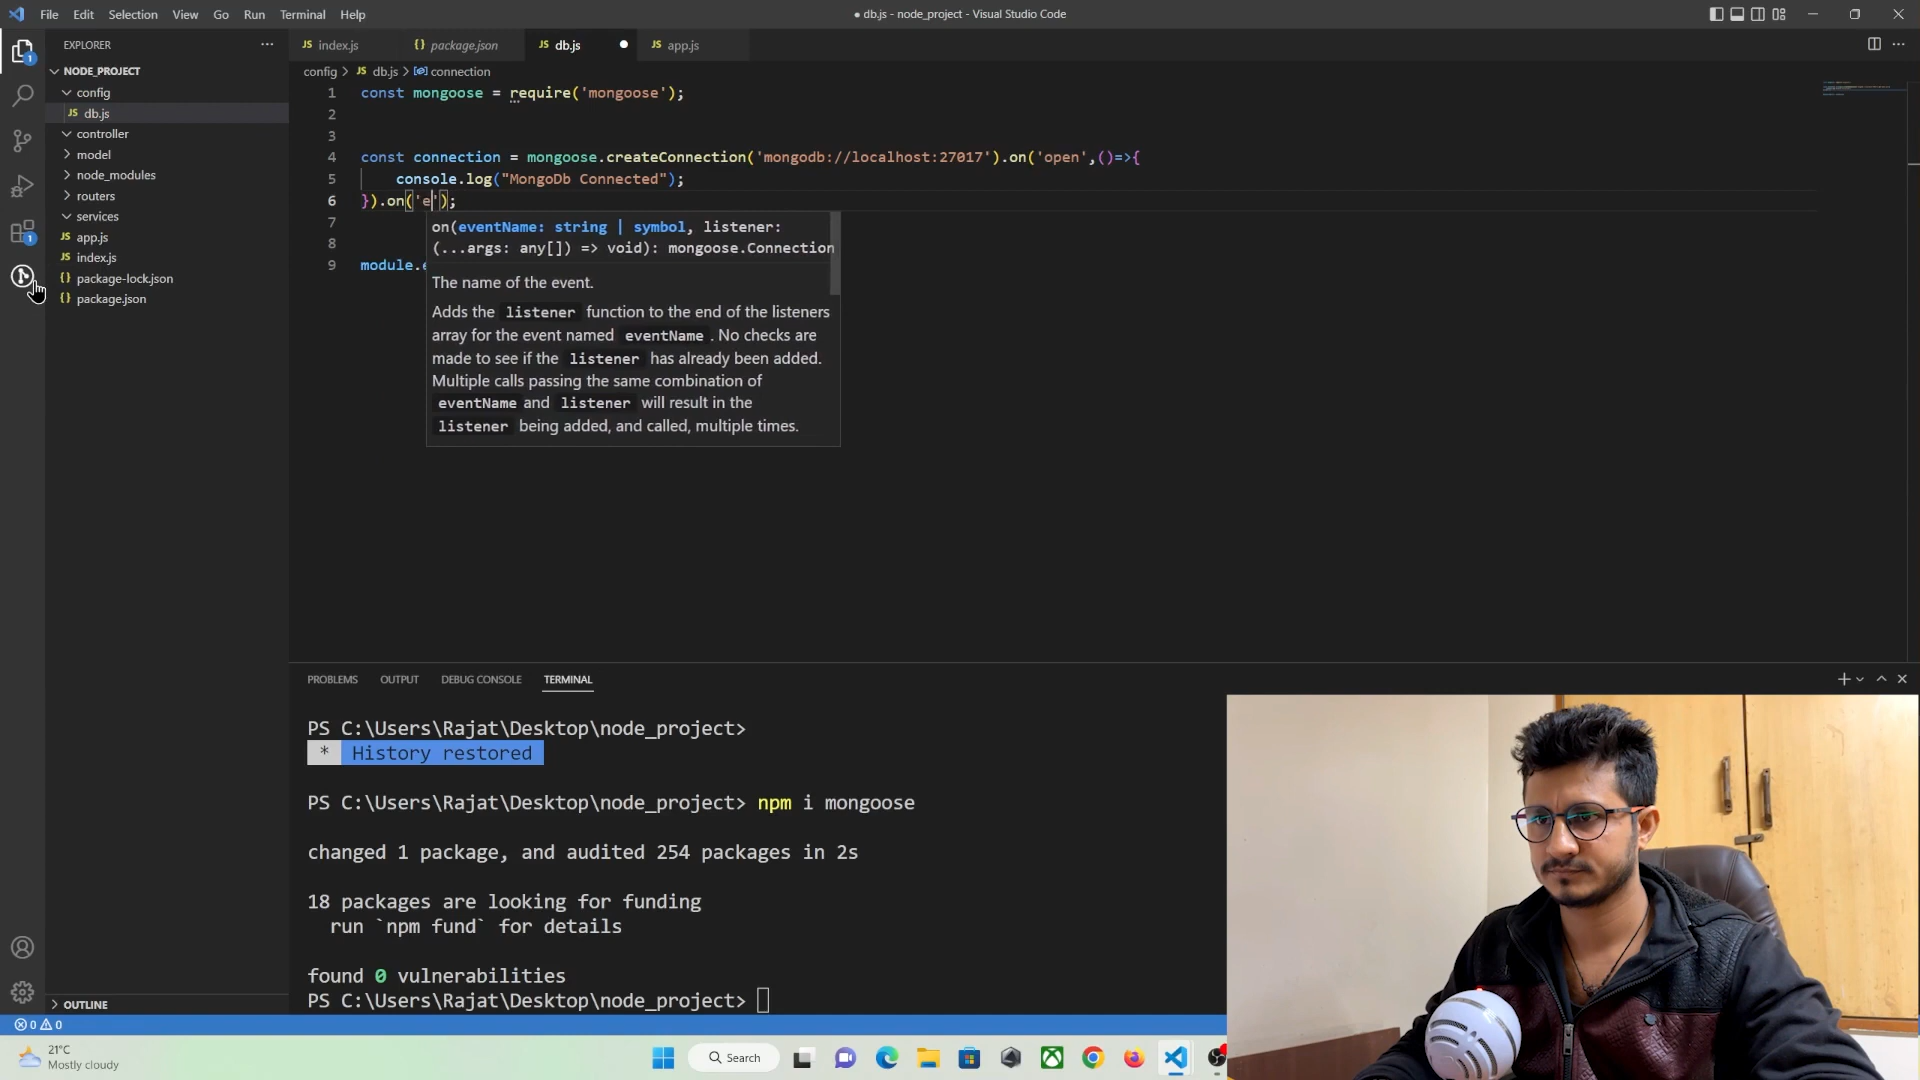 File Edit Selection View Go Run Terminal Help
● db.js - node_project - Visual Studio Code
EXPLORER
NODE_PROJECT
config
JS db.js
controller
model
node_modules
routers
services
JS app.js
JS index.js
{} package-lock.json
{} package.json
OUTLINE
1
1
JS index.js
{} package.json
JS db.js
JS app.js
config > JS db.js > connection
1 const mongoose = require('mongoose');
2
3
4 const connection = mongoose.createConnection('mongodb://localhost:27017').on('open',()=>{
5 console.log("MongoDb Connected");
6 }).on('e');
7
8
9 module.e
on(eventName: string | symbol, listener:
(...args: any[]) => void): mongoose.Connection
The name of the event.
Adds the listener function to the end of the listeners
array for the event named eventName . No checks are
made to see if the listener has already been added.
Multiple calls passing the same combination of
eventName and listener will result in the
listener being added, and called, multiple times.
PROBLEMS OUTPUT DEBUG CONSOLE TERMINAL
PS C:\Users\Rajat\Desktop\node_project>
* History restored
PS C:\Users\Rajat\Desktop\node_project> npm i mongoose
changed 1 package, and audited 254 packages in 2s
18 packages are looking for funding
run `npm fund` for details
found 0 vulnerabilities
PS C:\Users\Rajat\Desktop\node_project>
0 0
21°C
Mostly cloudy
Search